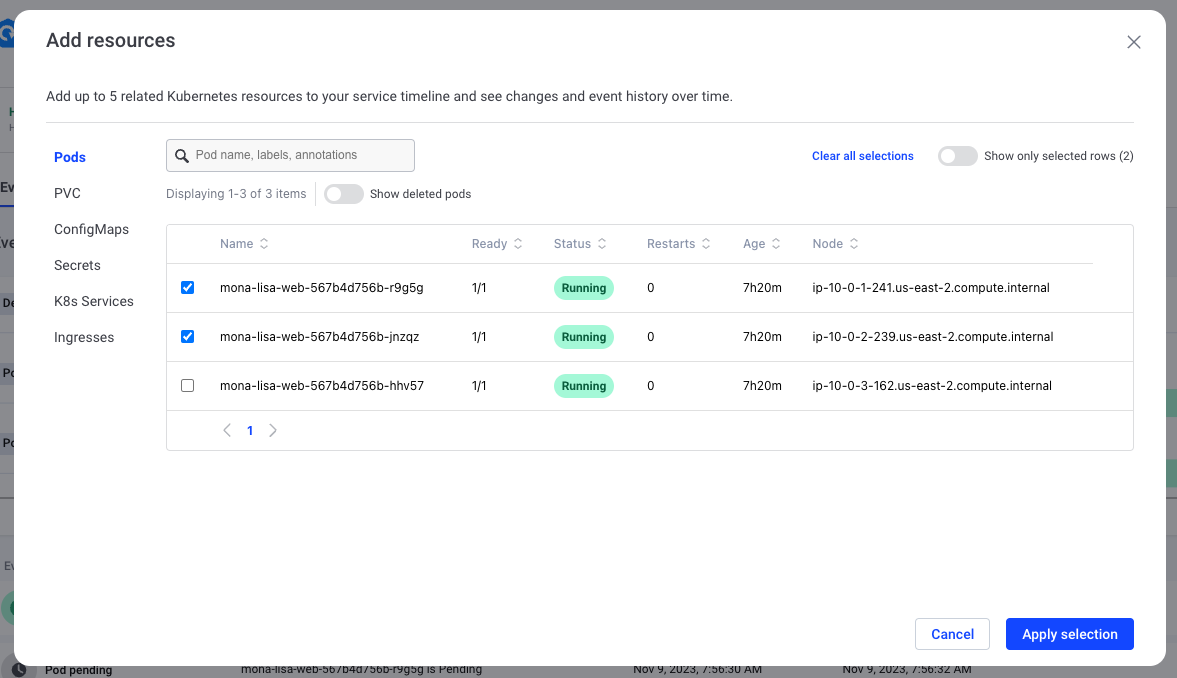 Add resources
Add up to 5 related Kubernetes resources to your service timeline and see changes and event history over time.
Pods
PVC
ConfigMaps
Secrets
K8s Services
Ingresses
Pod name, labels, annotations
Clear all selections
Show only selected rows (2)
Displaying 1-3 of 3 items
Show deleted pods
Name Ready Status Restarts Age Node
mona-lisa-web-567b4d756b-r9g5g 1/1 Running 0 7h20m ip-10-0-1-241.us-east-2.compute.internal
mona-lisa-web-567b4d756b-jnzqz 1/1 Running 0 7h20m ip-10-0-2-239.us-east-2.compute.internal
mona-lisa-web-567b4d756b-hhv57 1/1 Running 0 7h20m ip-10-0-3-162.us-east-2.compute.internal
1
Cancel
Apply selection
Pod pending mona-lisa-web-567b4d756b-r9g5g is Pending Nov 9, 2023, 7:56:30 AM Nov 9, 2023, 7:56:32 AM